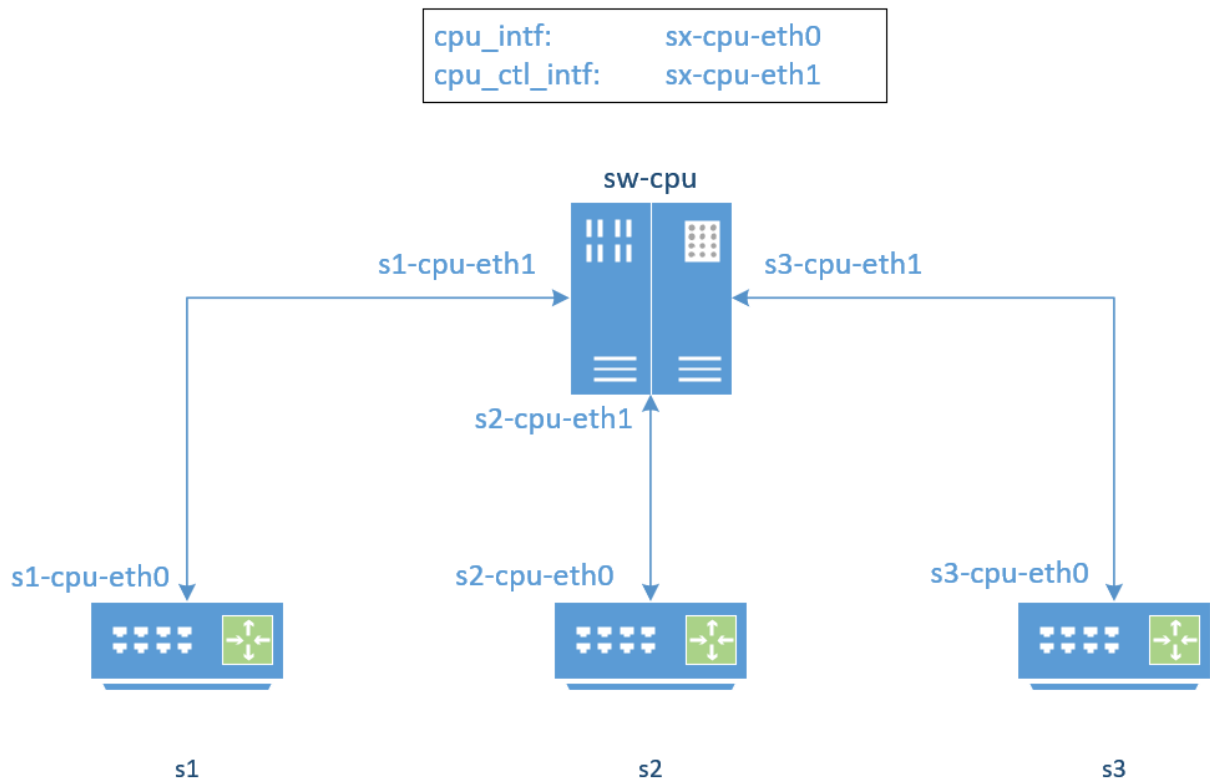 cpu_intf: sx-cpu-eth0
cpu_ctl_intf: sx-cpu-eth1
sw-cpu
s1-cpu-eth1
s3-cpu-eth1
s2-cpu-eth1
s1-cpu-eth0
s2-cpu-eth0
s3-cpu-eth0
s1
s2
s3